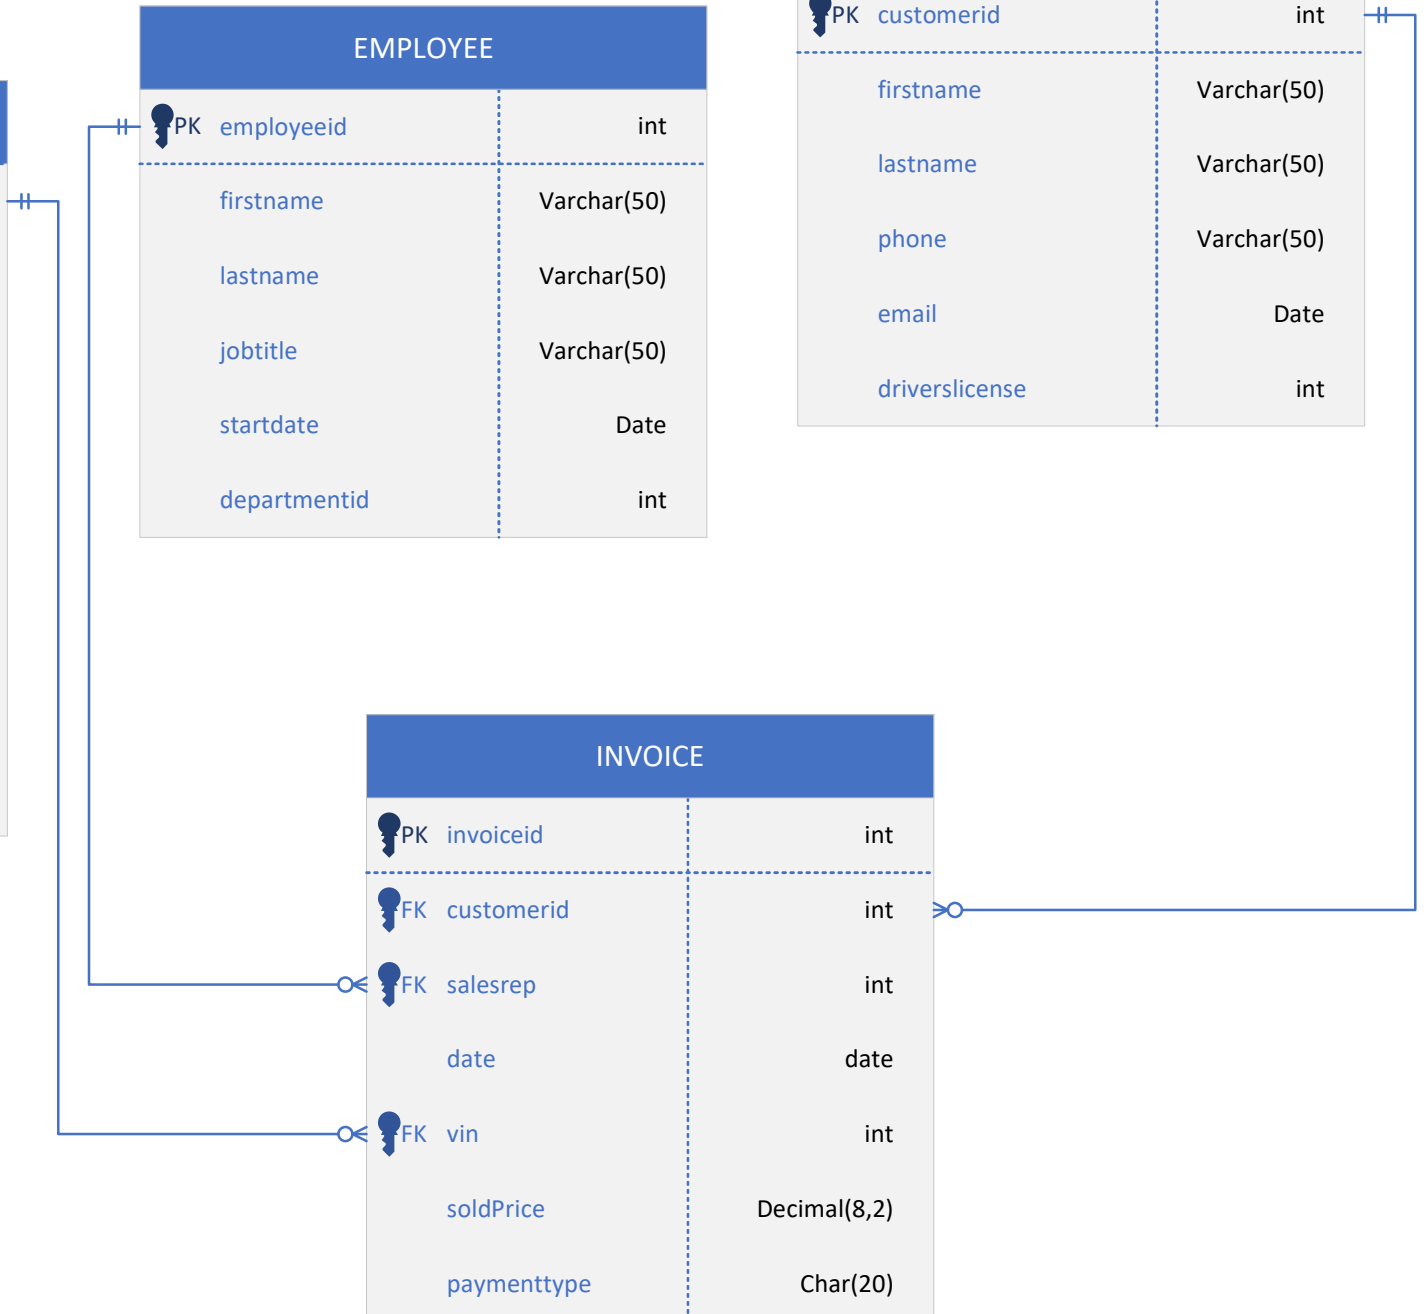 EMPLOYEE
PK employeeid int
firstname Varchar(50)
lastname Varchar(50)
jobtitle Varchar(50)
startdate Date
departmentid int
PK customerid int
firstname Varchar(50)
lastname Varchar(50)
phone Varchar(50)
email Date
driverslicense int
INVOICE
PK invoiceid int
FK customerid int
FK salesrep int
date date
FK vin int
soldPrice Decimal(8,2)
paymenttype Char(20)